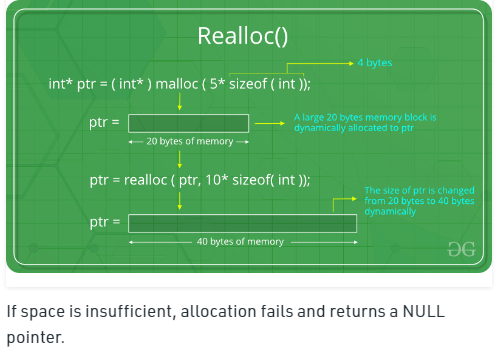 Realloc()
4 bytes
int* ptr = ( int* ) malloc ( 5* sizeof ( int ));
ptr =
A large 20 bytes memory block is
dynamically allocated to ptr
20 bytes of memory
ptr = realloc ( ptr, 10* sizeof( int ));
The size of ptr is changed
from 20 bytes to 40 bytes
dynamically
ptr =
40 bytes of memory
If space is insufficient, allocation fails and returns a NULL
pointer.